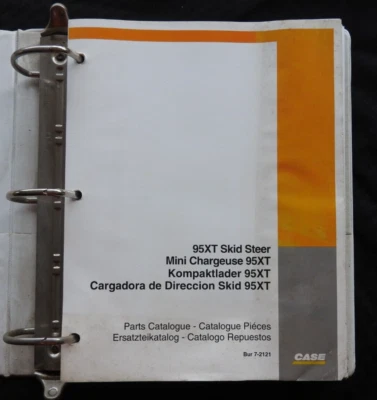 95XT Skid Steer
Mini Chargeuse 95XT
Kompaktlader 95XT
Cargadora de Direccion Skid 95XT
Parts Catalogue - Catalogue Piéces
Ersatzteikatalog - Catalogo Repuestos
Bur 7-2121
CASE